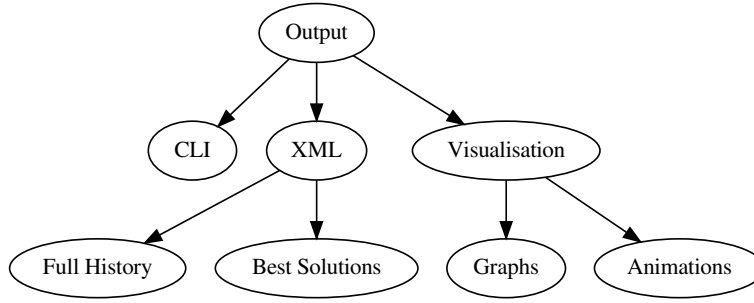 Output
CLI
XML
Visualisation
Full History
Best Solutions
Graphs
Animations